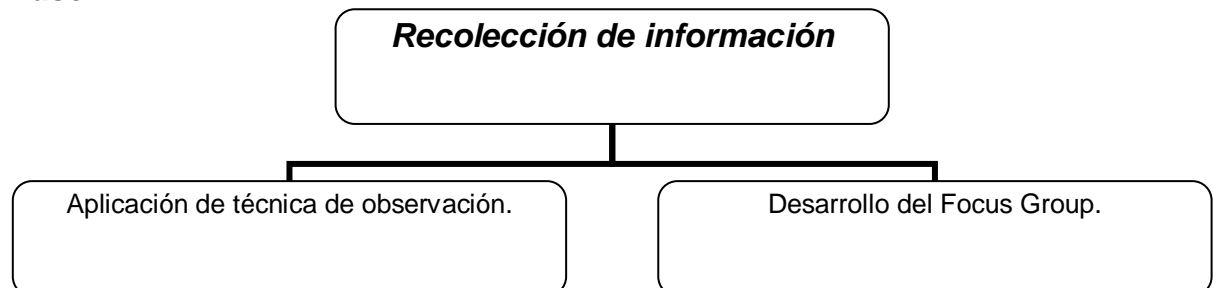 Recolección de información
Aplicación de técnica de observación.
Desarrollo del Focus Group.